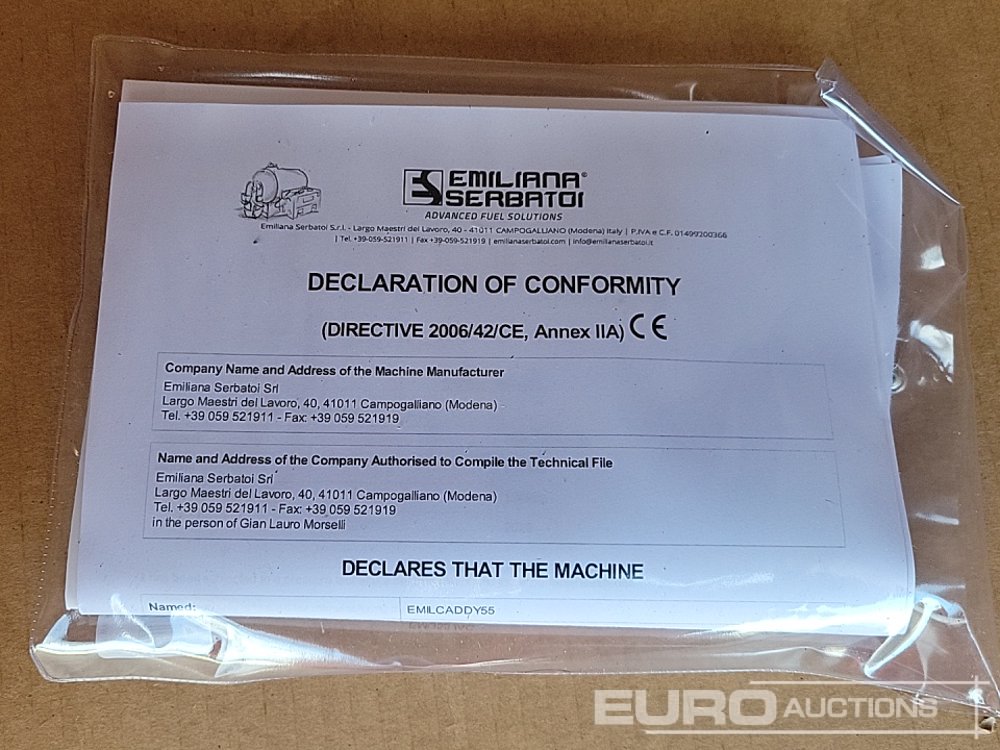 EMILIANA®
SERBATOI
ADVANCED FUEL SOLUTIONS
Emiliana Serbatoi S.r.l. - Largo Maestri del Lavoro, 40 - 41011 CAMPOGALLIANO (Modena) Italy | P.IVA e C.F. 01499200366
| Tel. +39-059-521911 | Fax +39-059-521919 | emilianaserbatoi.com | info@emilianaserbatoi.it
DECLARATION OF CONFORMITY
(DIRECTIVE 2006/42/CE, Annex IIA) CE
Company Name and Address of the Machine Manufacturer
Emiliana Serbatoi Srl
Largo Maestri del Lavoro, 40, 41011 Campogalliano (Modena)
Tel. +39 059 521911 - Fax: +39 059 521919
Name and Address of the Company Authorised to Compile the Technical File
Emiliana Serbatoi Srl
Largo Maestri del Lavoro, 40, 41011 Campogalliano (Modena)
Tel. +39 059 521911 - Fax: +39 059 521919
in the person of Gian Lauro Morselli
DECLARES THAT THE MACHINE
Named: EMILCADDY55
EURO AUCTIONS